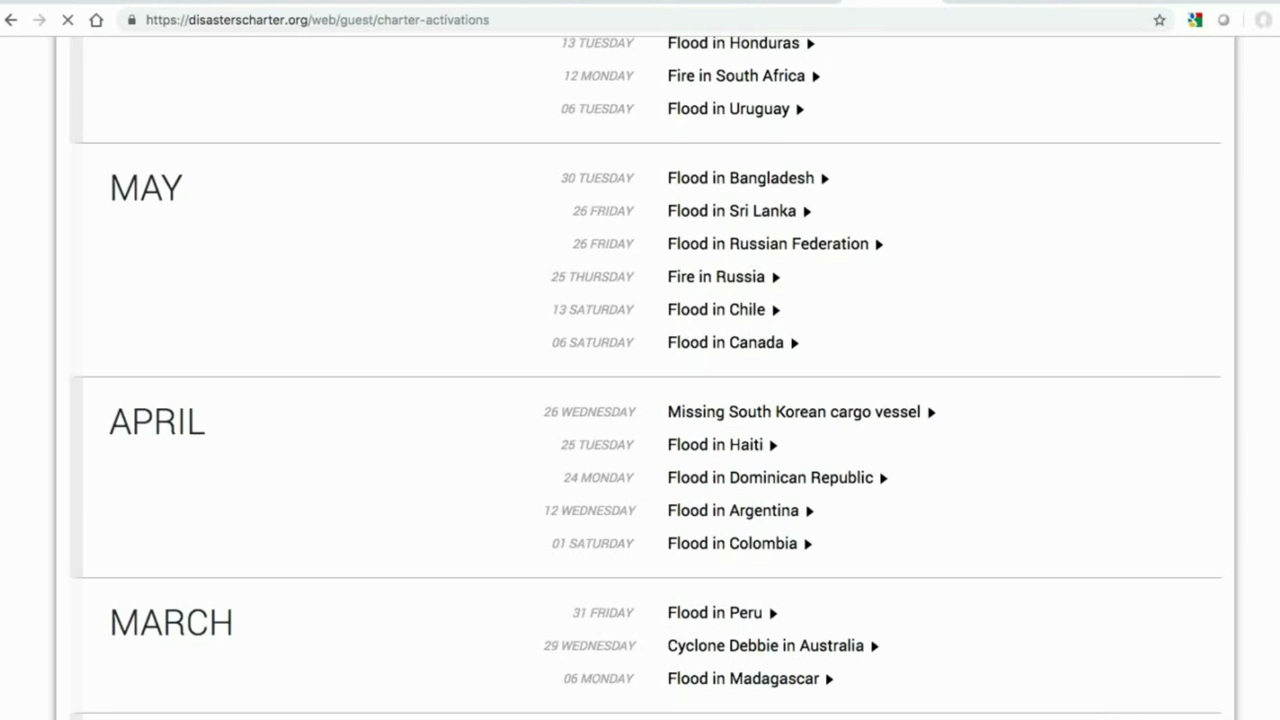 https://disasterscharter.org/web/guest/charter-activations
13 TUESDAY Flood in Honduras
12 MONDAY Fire in South Africa
06 TUESDAY Flood in Uruguay
MAY
30 TUESDAY Flood in Bangladesh
26 FRIDAY Flood in Sri Lanka
26 FRIDAY Flood in Russian Federation
25 THURSDAY Fire in Russia
13 SATURDAY Flood in Chile
06 SATURDAY Flood in Canada
APRIL
26 WEDNESDAY Missing South Korean cargo vessel
25 TUESDAY Flood in Haiti
24 MONDAY Flood in Dominican Republic
12 WEDNESDAY Flood in Argentina
01 SATURDAY Flood in Colombia
MARCH
31 FRIDAY Flood in Peru
29 WEDNESDAY Cyclone Debbie in Australia
06 MONDAY Flood in Madagascar